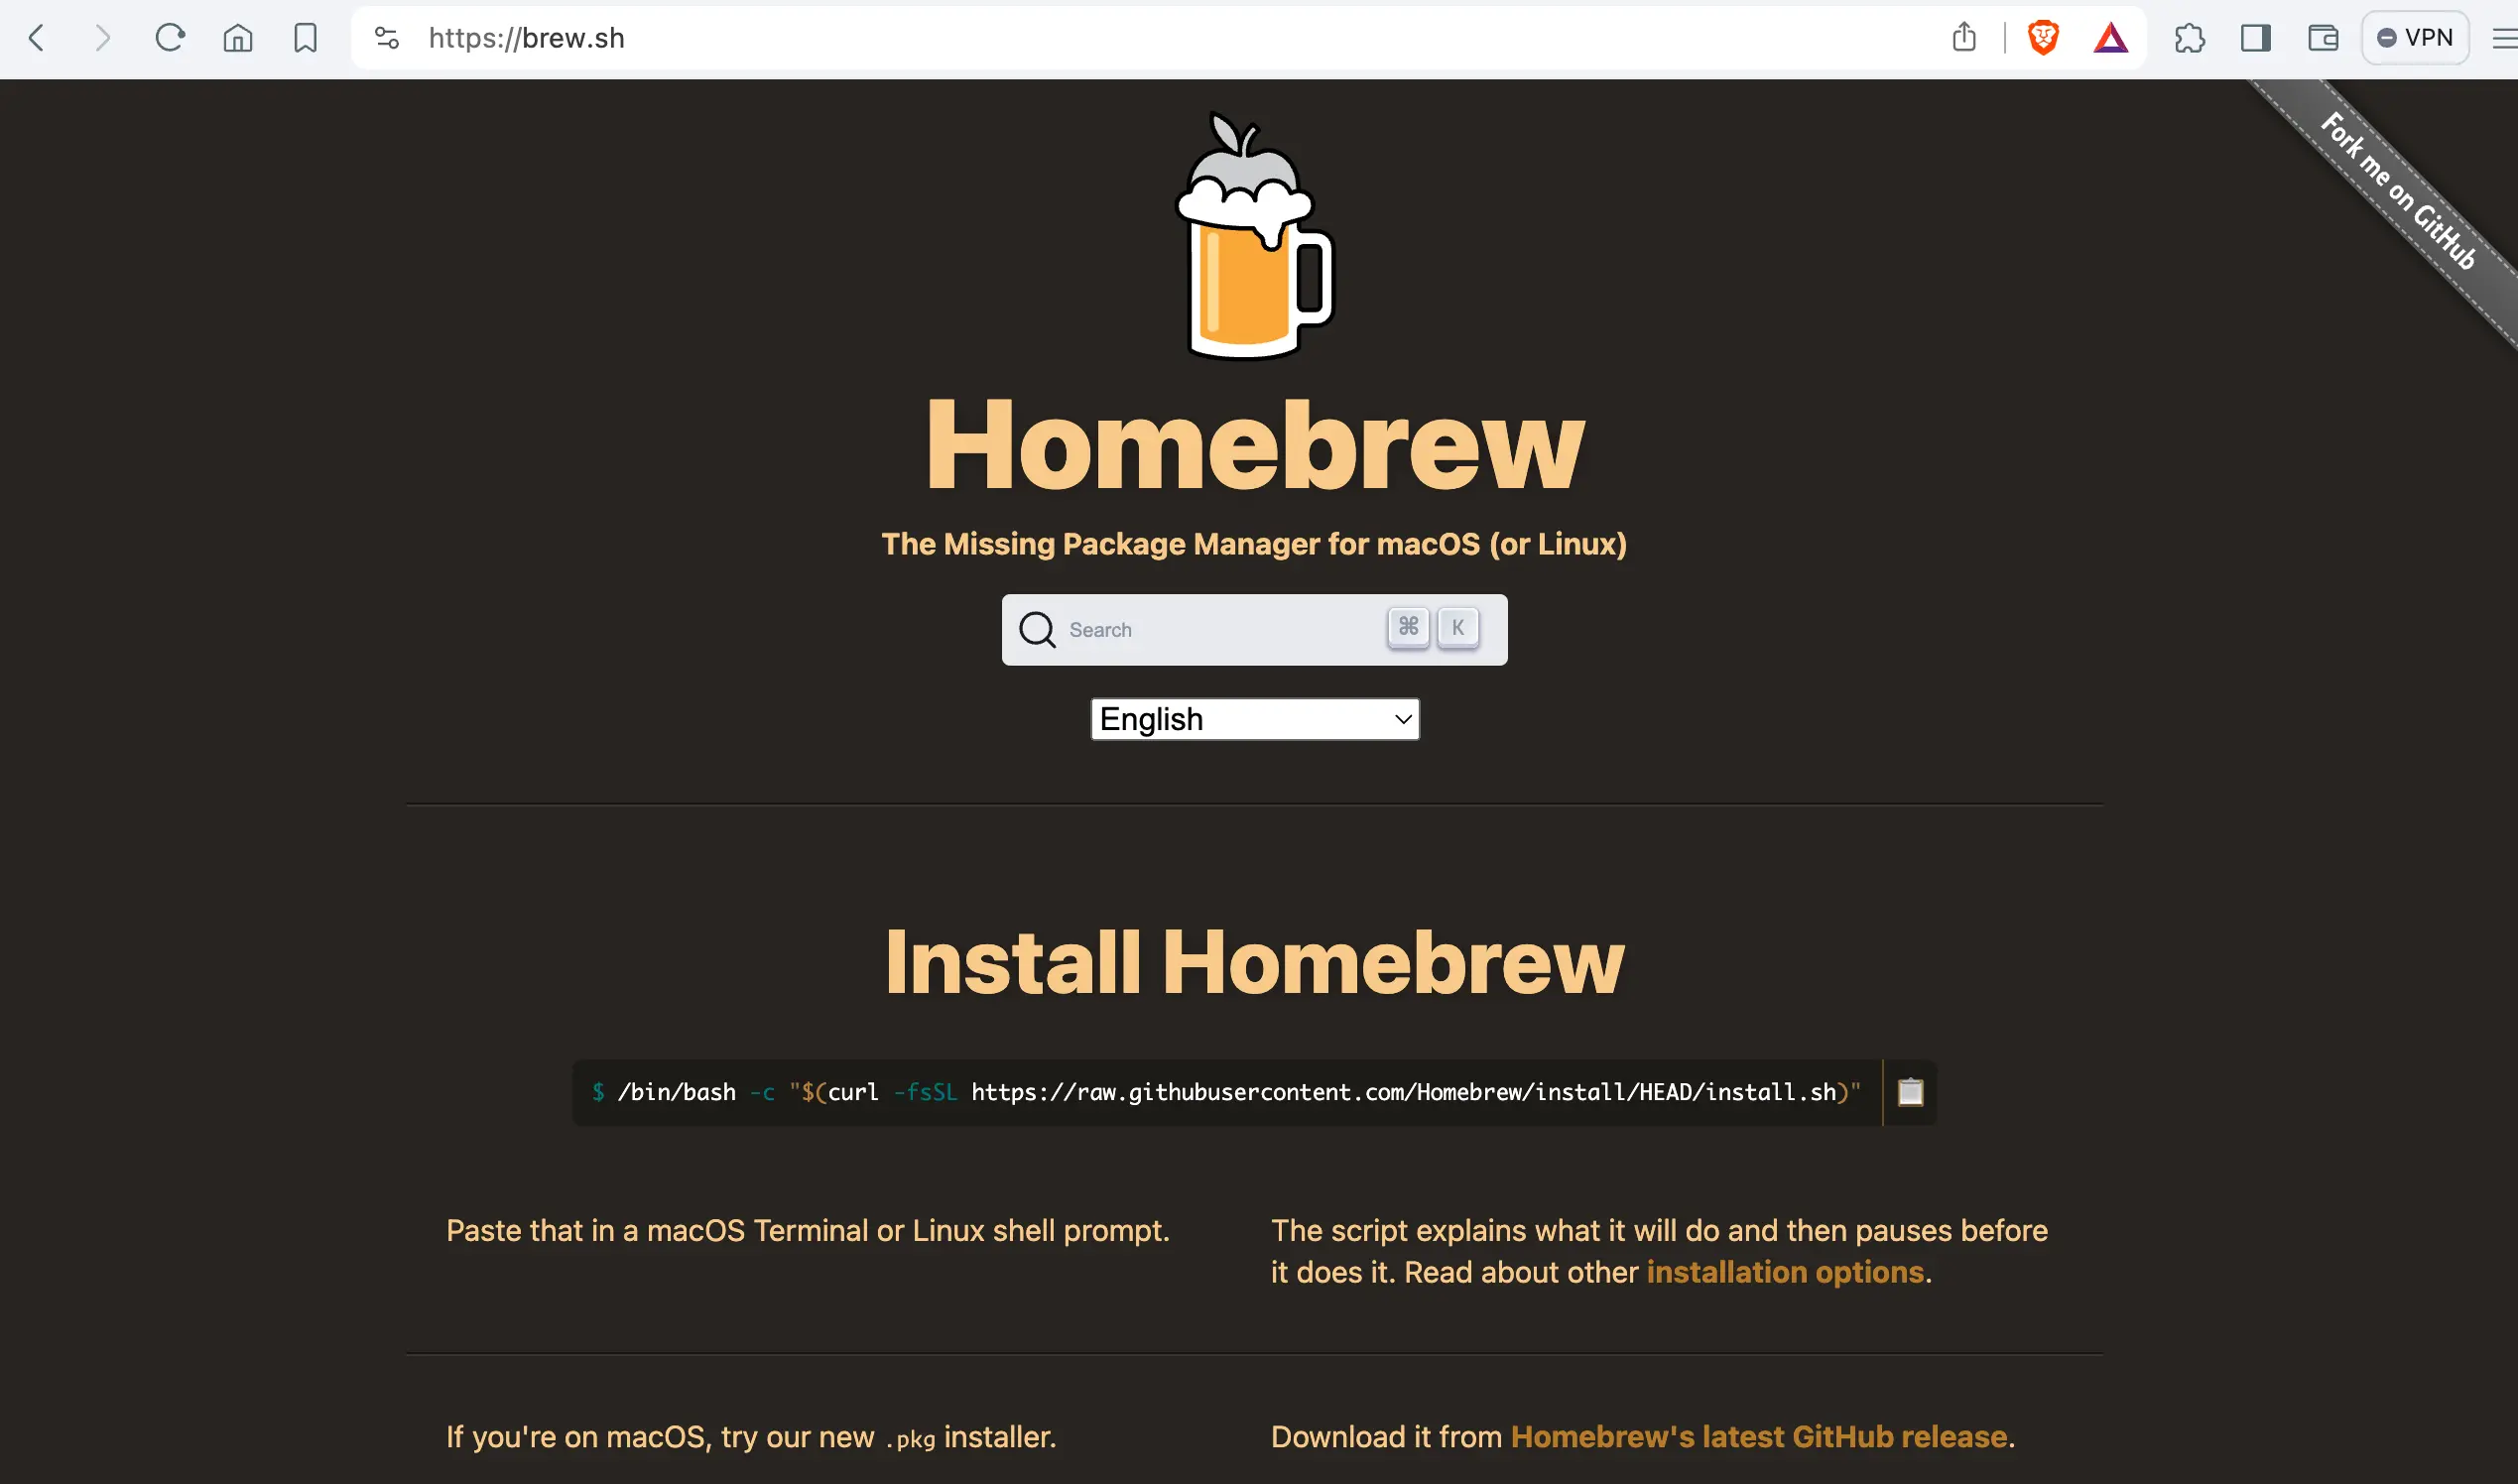 https://brew.sh
VPN
Fork me on GitHub
Homebrew
The Missing Package Manager for macOS (or Linux)
Search ⌘ K
English
Install Homebrew
$ /bin/bash -c "$(curl -fsSL https://raw.githubusercontent.com/Homebrew/install/HEAD/install.sh)"
Paste that in a macOS Terminal or Linux shell prompt.
The script explains what it will do and then pauses before
it does it. Read about other installation options.
If you're on macOS, try our new .pkg installer.
Download it from Homebrew's latest GitHub release.